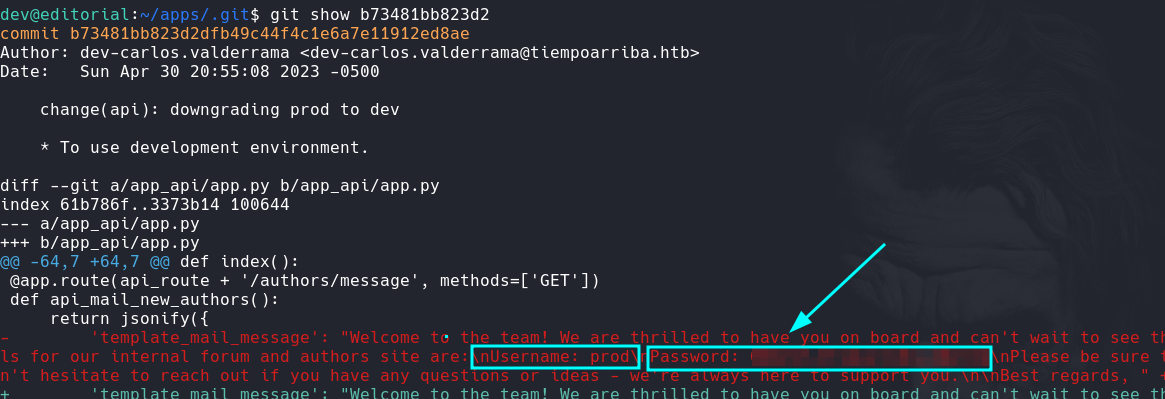 dev@editorial:~/apps/.git$ git show b73481bb823d2
commit b73481bb823d2dfb49c44f4c1e6a7e11912ed8ae
Author: dev-carlos.valderrama <dev-carlos.valderrama@tiempoarriba.htb>
Date:   Sun Apr 30 20:55:08 2023 -0500
    change(api): downgrading prod to dev
    * To use development environment.
diff --git a/app_api/app.py b/app_api/app.py
index 61b786f..3373b14 100644
--- a/app_api/app.py
+++ b/app_api/app.py
@@ -64,7 +64,7 @@ def index():
 @app.route(api_route + '/authors/message', methods=['GET'])
 def api_mail_new_authors():
     return jsonify({
-        'template_mail_message': "Welcome to the team! We are thrilled to have you on board and can't wait to see th
ls for our internal forum and authors site are:\nUsername: prod\nPassword: \nPlease be sure t
n't hesitate to reach out if you have any questions or ideas - we're always here to support you.\n\nBest regards, " +
+        'template_mail_message': "Welcome to the team! We are thrilled to have you on board and can't wait to see th